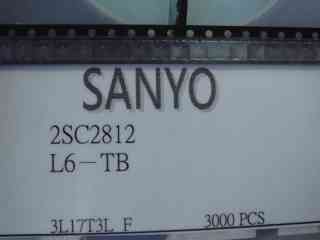 SANYO
2SC2812
L6-TB
3L17T3L F 3000 PCS